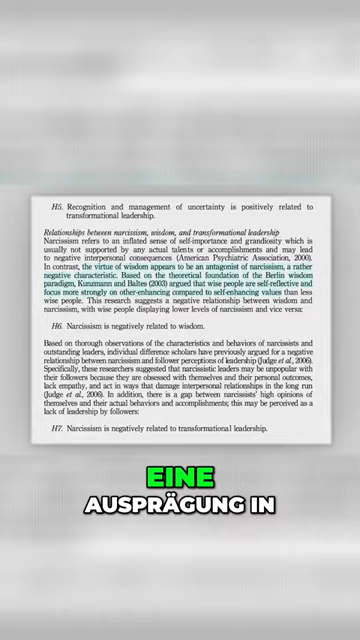 H5. Recognition and management of uncertainty is positively related to
transformational leadership.
Relationships between narcissism, wisdom, and transformational leadership
Narcissism refers to an inflated sense of self-importance and grandiosity which is
usually not supported by any actual talents or accomplishments and may lead
to negative interpersonal consequences (American Psychiatric Association, 2000).
In contrast, the virtue of wisdom appears to be an antagonist of narcissism, a rather
negative characteristic. Based on the theoretical foundation of the Berlin wisdom
paradigm, Kunzmann and Baltes (2003) argued that wise people are self-reflective and
focus more strongly on other-enhancing compared to self-enhancing values than less
wise people. This research suggests a negative relationship between wisdom and
narcissism, with wise people displaying lower levels of narcissism and vice versa:
H6. Narcissism is negatively related to wisdom.
Based on thorough observations of the characteristics and behaviors of narcissists and
outstanding leaders, individual difference scholars have previously argued for a negative
relationship between narcissism and follower perceptions of leadership (Judge et al., 2006).
Specifically, these researchers suggested that narcissistic leaders may be unpopular with
their followers because they are obsessed with themselves and their personal outcomes,
lack empathy, and act in ways that damage interpersonal relationships in the long run
(Judge et al., 2006). In addition, there is a gap between narcissists' high opinions of
themselves and their actual behaviors and accomplishments; this may be perceived as a
lack of leadership by followers:
H7. Narcissism is negatively related to transformational leadership.
EINE
AUSPRÄGUNG IN